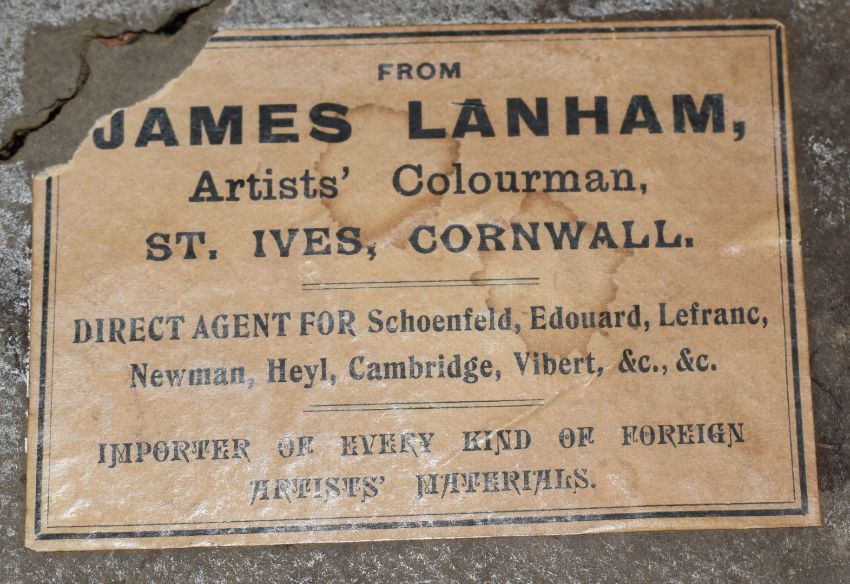 FROM
JAMES LANHAM,
Artists' Colourman,
ST. IVES, CORNWALL.
DIRECT AGENT FOR Schoenfeld, Edouard, Lefranc,
Newman, Heyl, Cambridge, Vibert, &c., &c.
IMPORTER OF EVERY KIND OF FOREIGN
ARTISTS' MATERIALS.